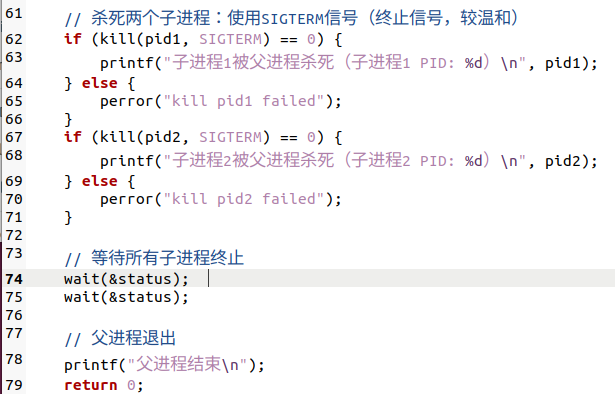 61 // 杀死两个子进程：使用SIGTERM信号（终止信号，较温和）
62 if (kill(pid1, SIGTERM) == 0) {
63 printf("子进程1被父进程杀死（子进程1 PID: %d）\n", pid1);
64 } else {
65 perror("kill pid1 failed");
66 }
67 if (kill(pid2, SIGTERM) == 0) {
68 printf("子进程2被父进程杀死（子进程2 PID: %d）\n", pid2);
69 } else {
70 perror("kill pid2 failed");
71 }
72
73 // 等待所有子进程终止
74 wait(&status);
75 wait(&status);
76
77 // 父进程退出
78 printf("父进程结束\n");
79 return 0;